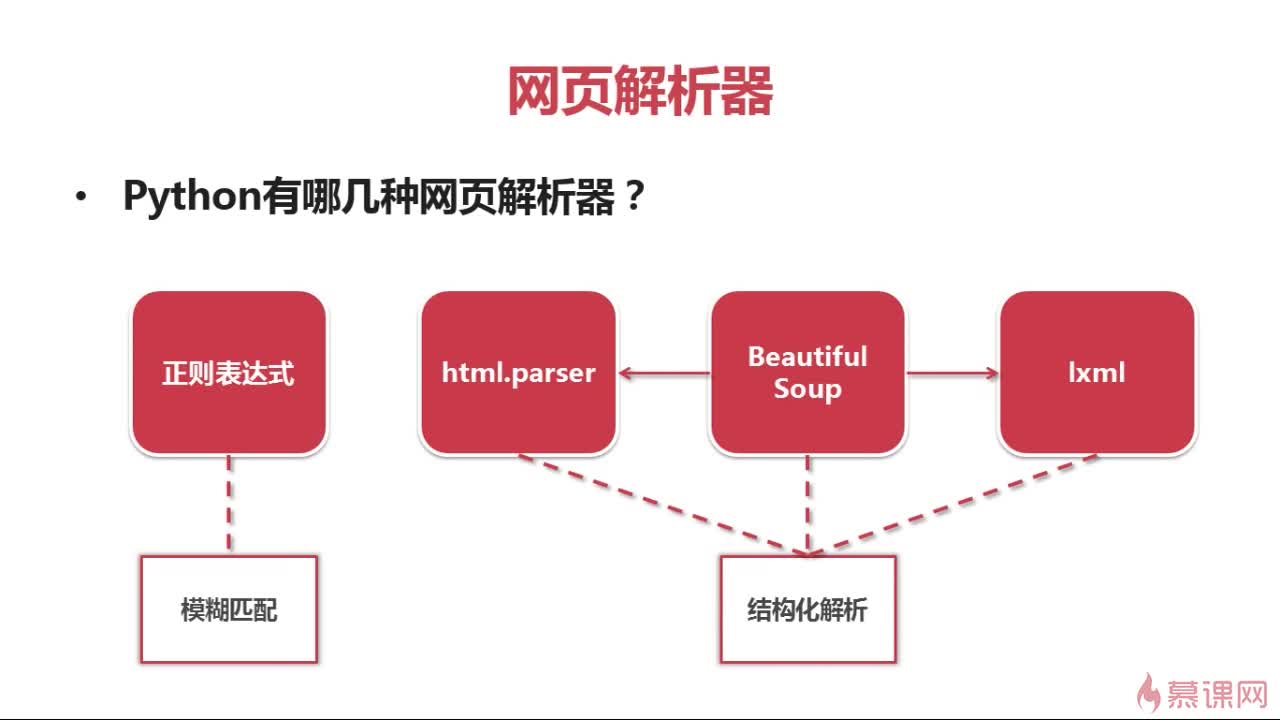 网页解析器
• Python有哪几种网页解析器？
正则表达式
html.parser
Beautiful
Soup
lxml
模糊匹配
结构化解析
慕课网